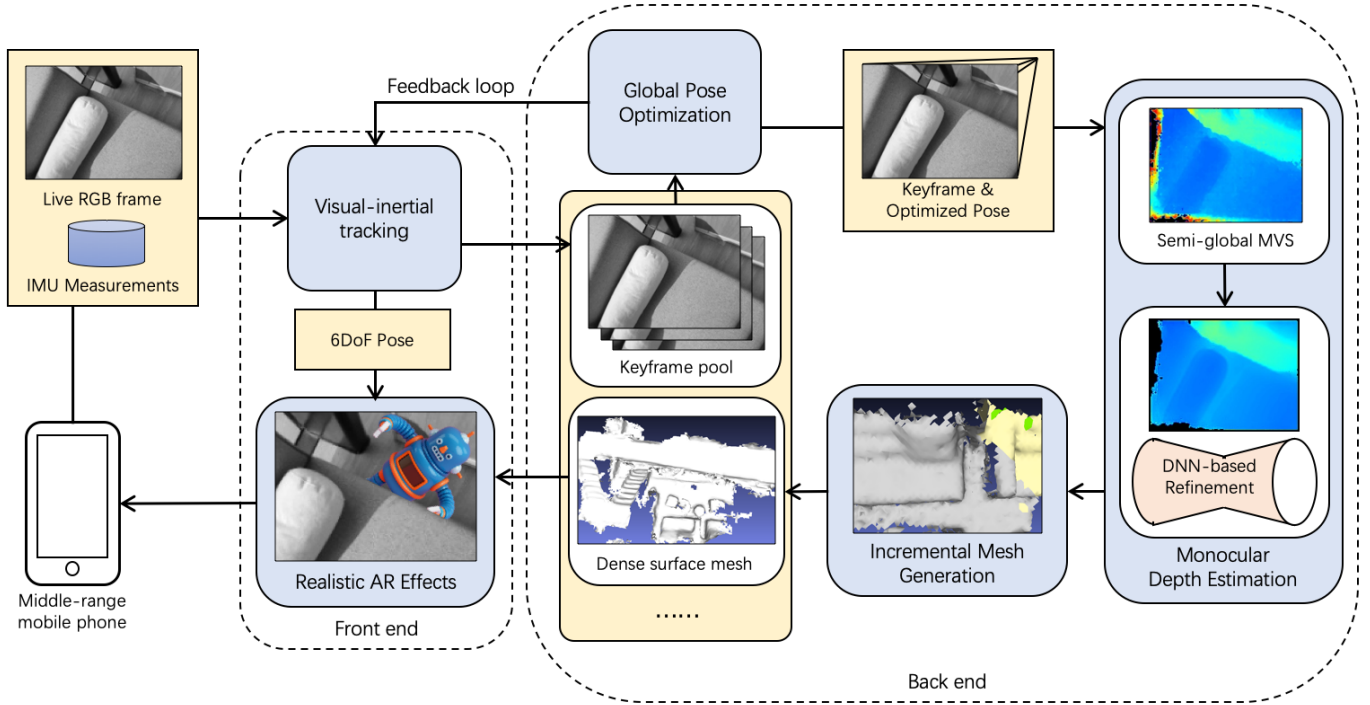 Live RGB frame
IMU Measurements
Middle-range
mobile phone
Feedback loop
Visual-inertial
tracking
6DoF Pose
Realistic AR Effects
Front end
Global Pose
Optimization
Keyframe pool
Dense surface mesh
......
Keyframe &
Optimized Pose
Semi-global MVS
DNN-based
Refinement
Monocular
Depth Estimation
Incremental Mesh
Generation
Back end